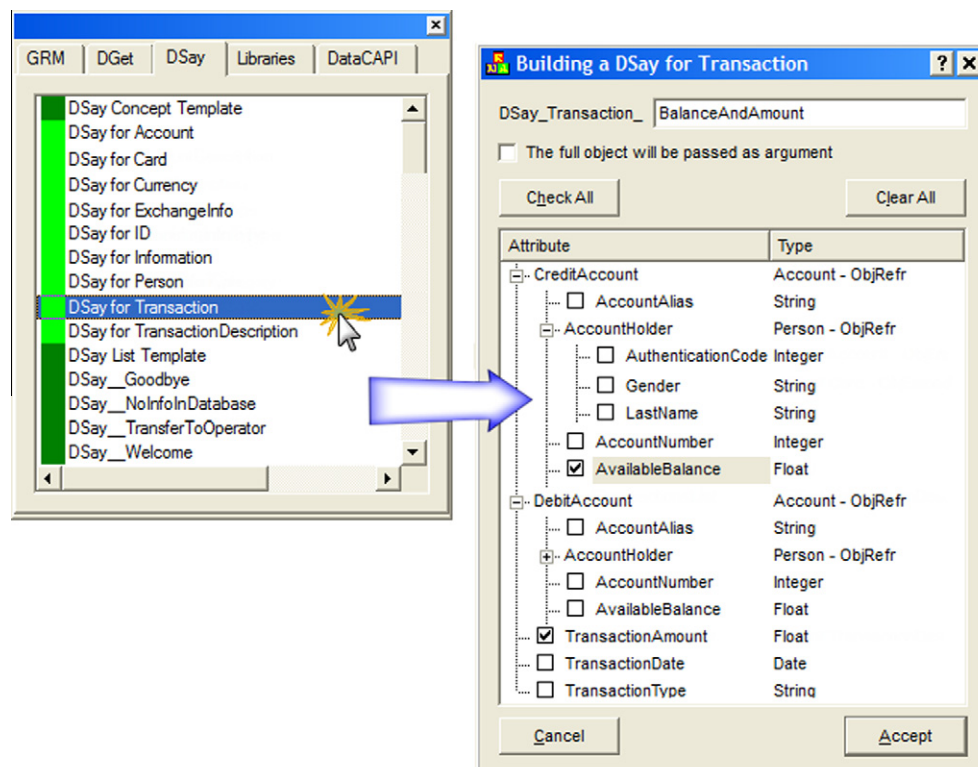 GRM DGet DSay Libraries DataCAPI
DSay Concept Template
DSay for Account
DSay for Card
DSay for Currency
DSay for ExchangeInfo
DSay for ID
DSay for Information
DSay for Person
DSay for Transaction
DSay for TransactionDescription
DSay List Template
DSay__Goodbye
DSay__NoInfoInDatabase
DSay__TransferToOperator
DSay__Welcome
Building a DSay for Transaction
DSay_Transaction_ BalanceAndAmount
The full object will be passed as argument
Check All Clear All
Attribute Type
CreditAccount Account - ObjRefr
AccountAlias String
AccountHolder Person - ObjRefr
AuthenticationCode Integer
Gender String
LastName String
AccountNumber Integer
AvailableBalance Float
DebitAccount Account - ObjRefr
AccountAlias String
AccountHolder Person - ObjRefr
AccountNumber Integer
AvailableBalance Float
TransactionAmount Float
TransactionDate Date
TransactionType String
Cancel Accept